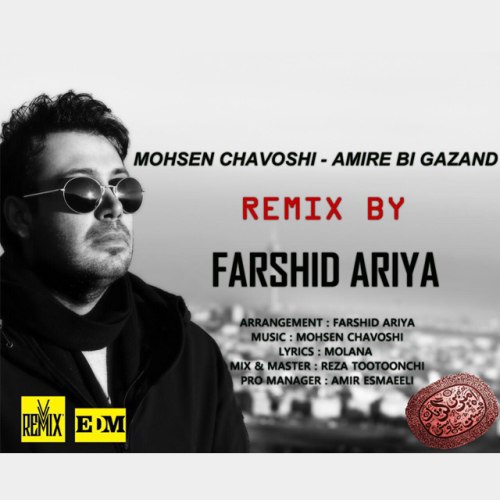 MOHSEN CHAVOSHI - AMIRE BI GAZAND
REMIX BY
FARSHID ARIYA
ARRANGEMENT : FARSHID ARIYA
MUSIC : MOHSEN CHAVOSHI
LYRICS : MOLANA
MIX & MASTER : REZA TOOTOONCHI
PRO MANAGER : AMIR ESMAEELI
REMIX
EDM